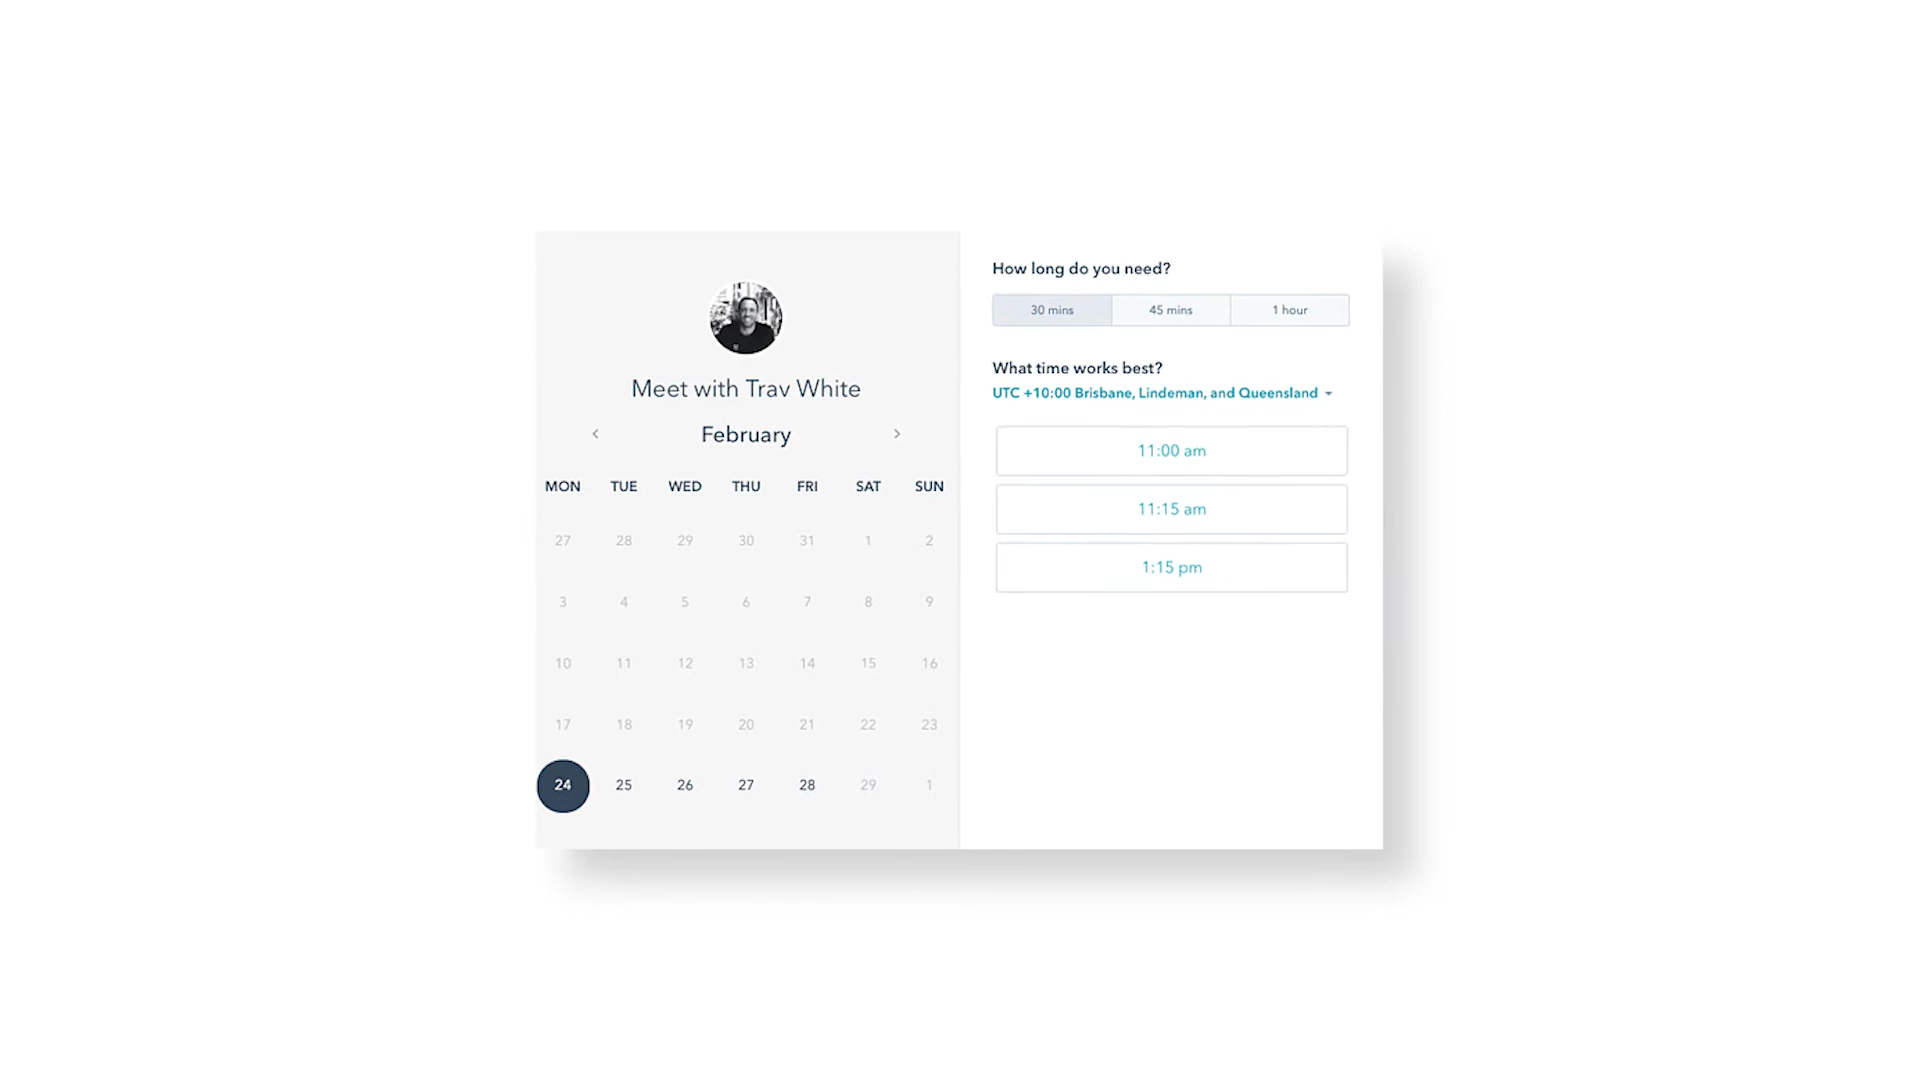 Meet with Trav White
February
MON TUE WED THU FRI SAT SUN
27 28 29 30 31 1 2
3 4 5 6 7 8 9
10 11 12 13 14 15 16
17 18 19 20 21 22 23
24 25 26 27 28 29 1
How long do you need?
30 mins 45 mins 1 hour
What time works best?
UTC +10:00 Brisbane, Lindeman, and Queensland
11:00 am
11:15 am
1:15 pm